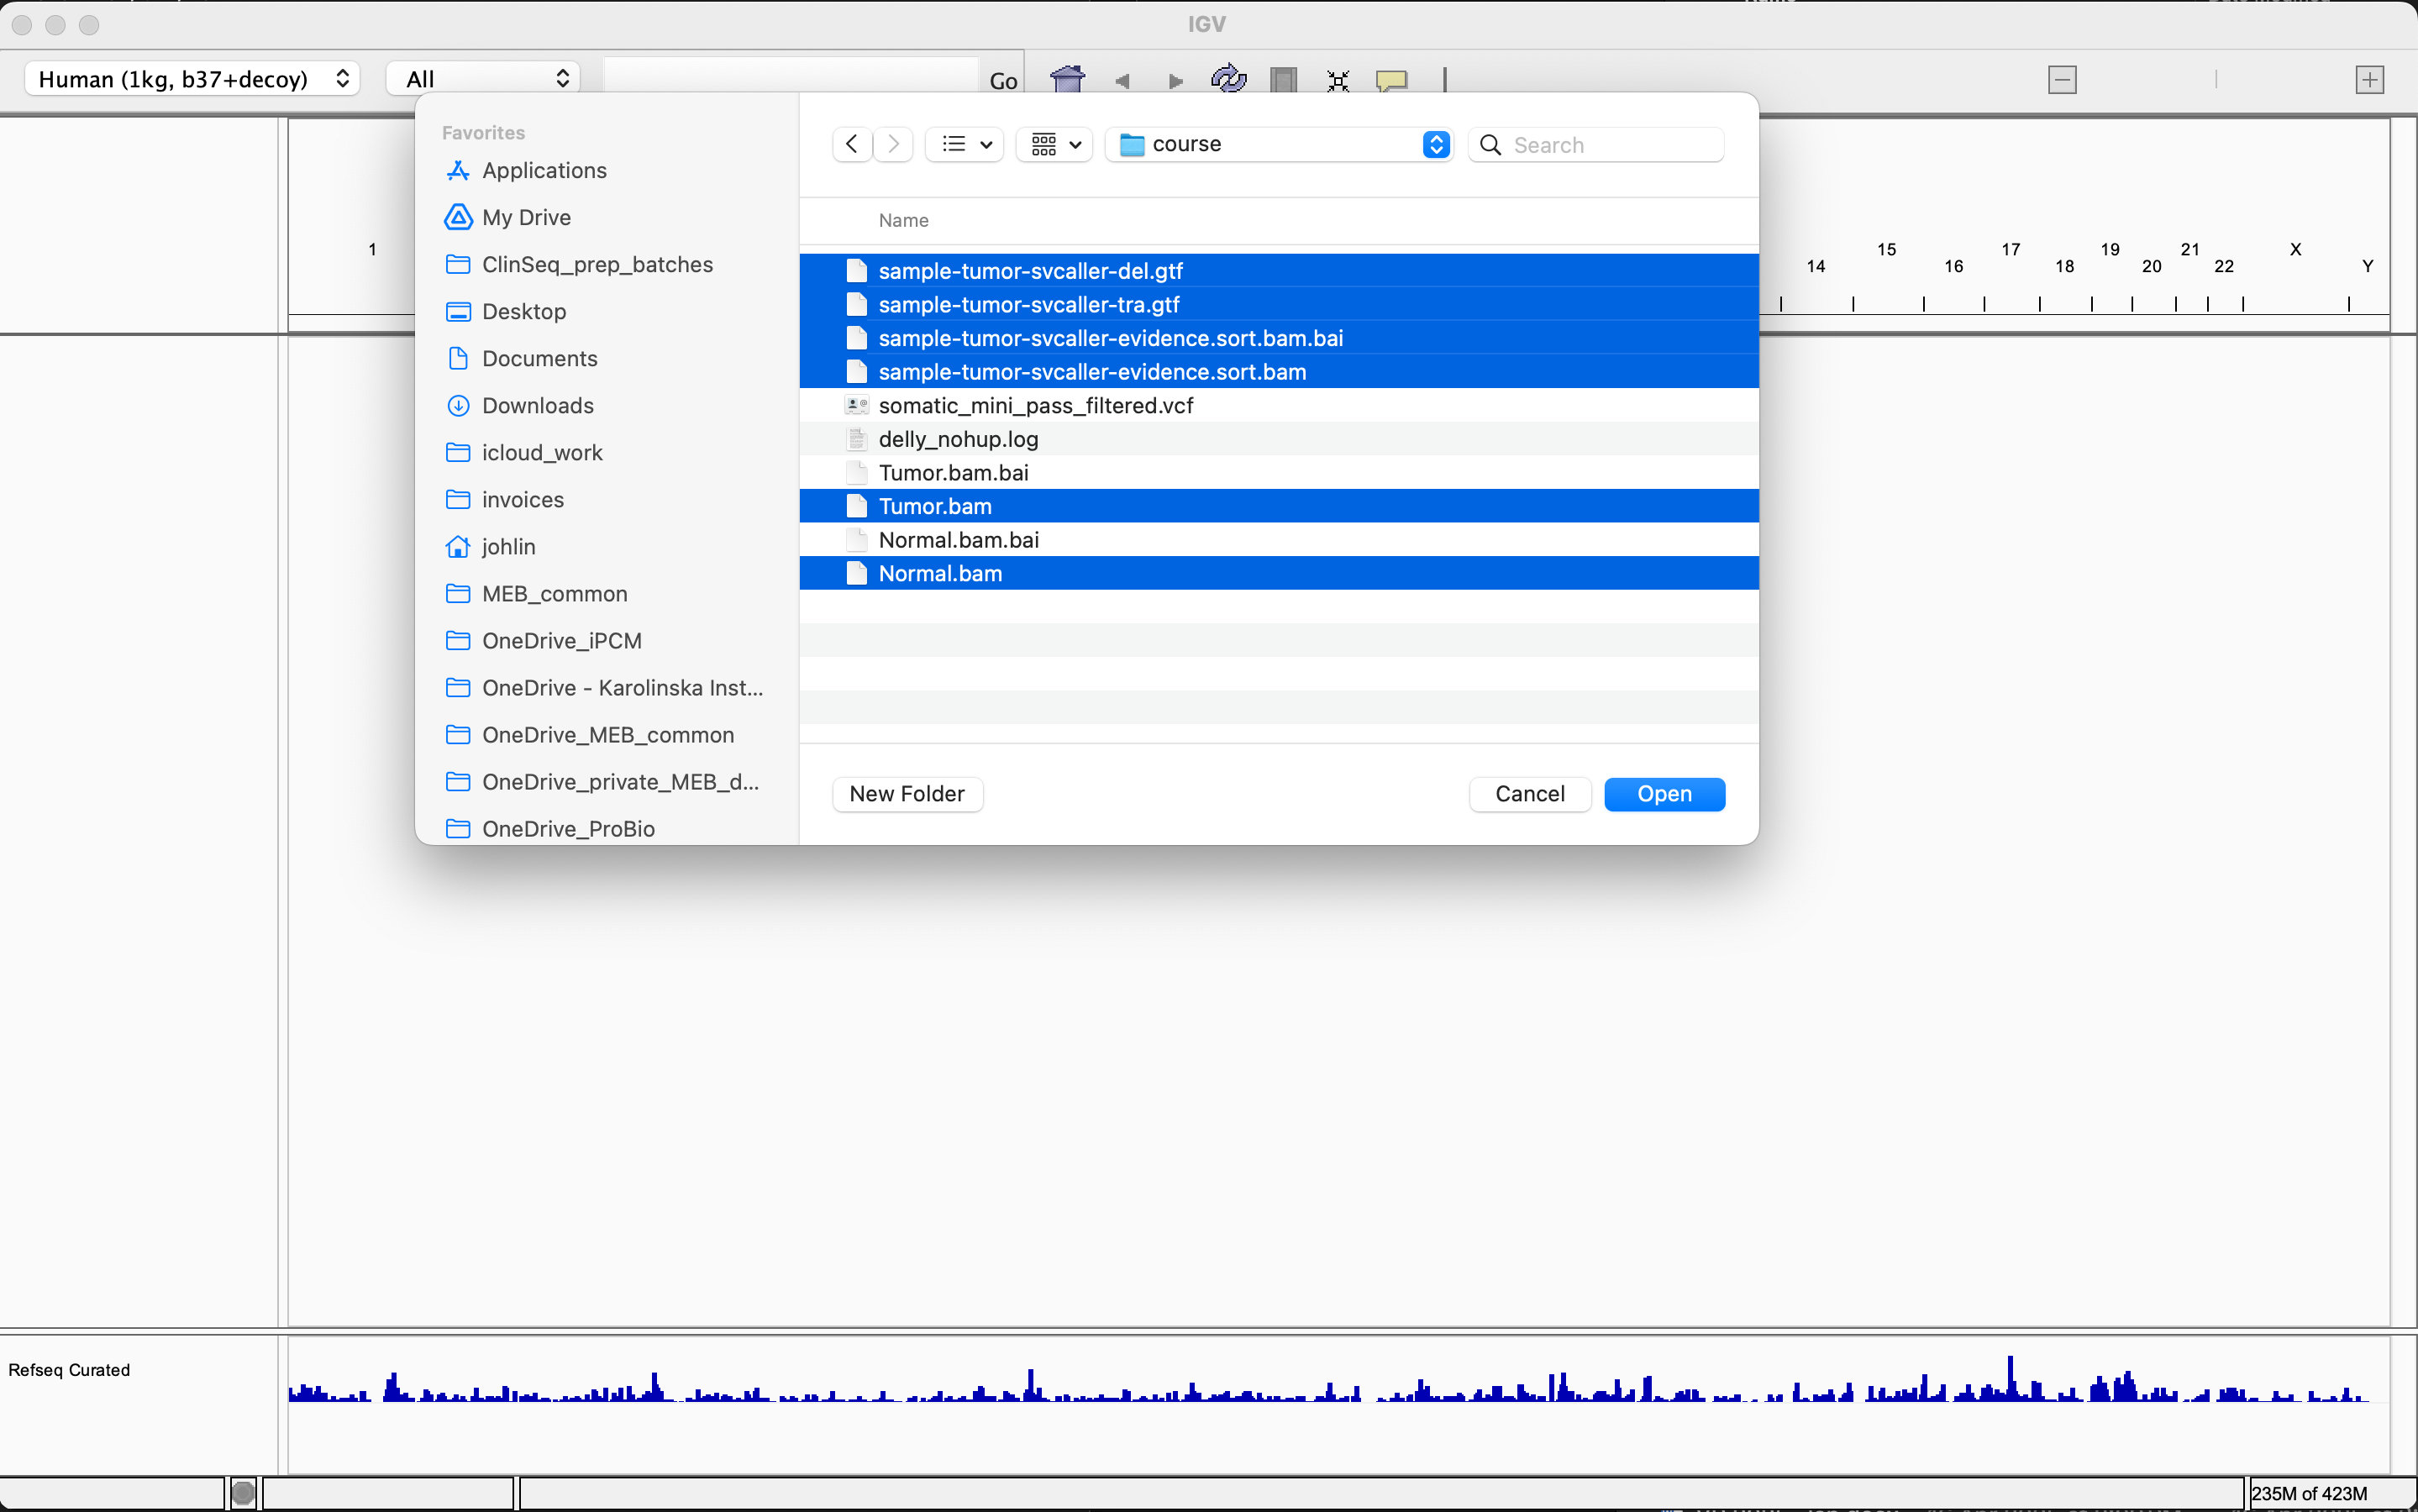 IGV
Human (1kg, b37+decoy)
All
Go
Favorites
Applications
My Drive
ClinSeq_prep_batches
Desktop
Documents
Downloads
icloud_work
invoices
johlin
MEB_common
OneDrive_iPCM
OneDrive - Karolinska Inst...
OneDrive_MEB_common
OneDrive_private_MEB_d...
OneDrive_ProBio
course
Search
Name
sample-tumor-svcaller-del.gtf
sample-tumor-svcaller-tra.gtf
sample-tumor-svcaller-evidence.sort.bam.bai
sample-tumor-svcaller-evidence.sort.bam
somatic_mini_pass_filtered.vcf
delly_nohup.log
Tumor.bam.bai
Tumor.bam
Normal.bam.bai
Normal.bam
New Folder
Cancel
Open
1
14
15
16
17
18
19
20
21
22
X
Y
Refseq Curated
235M of 423M